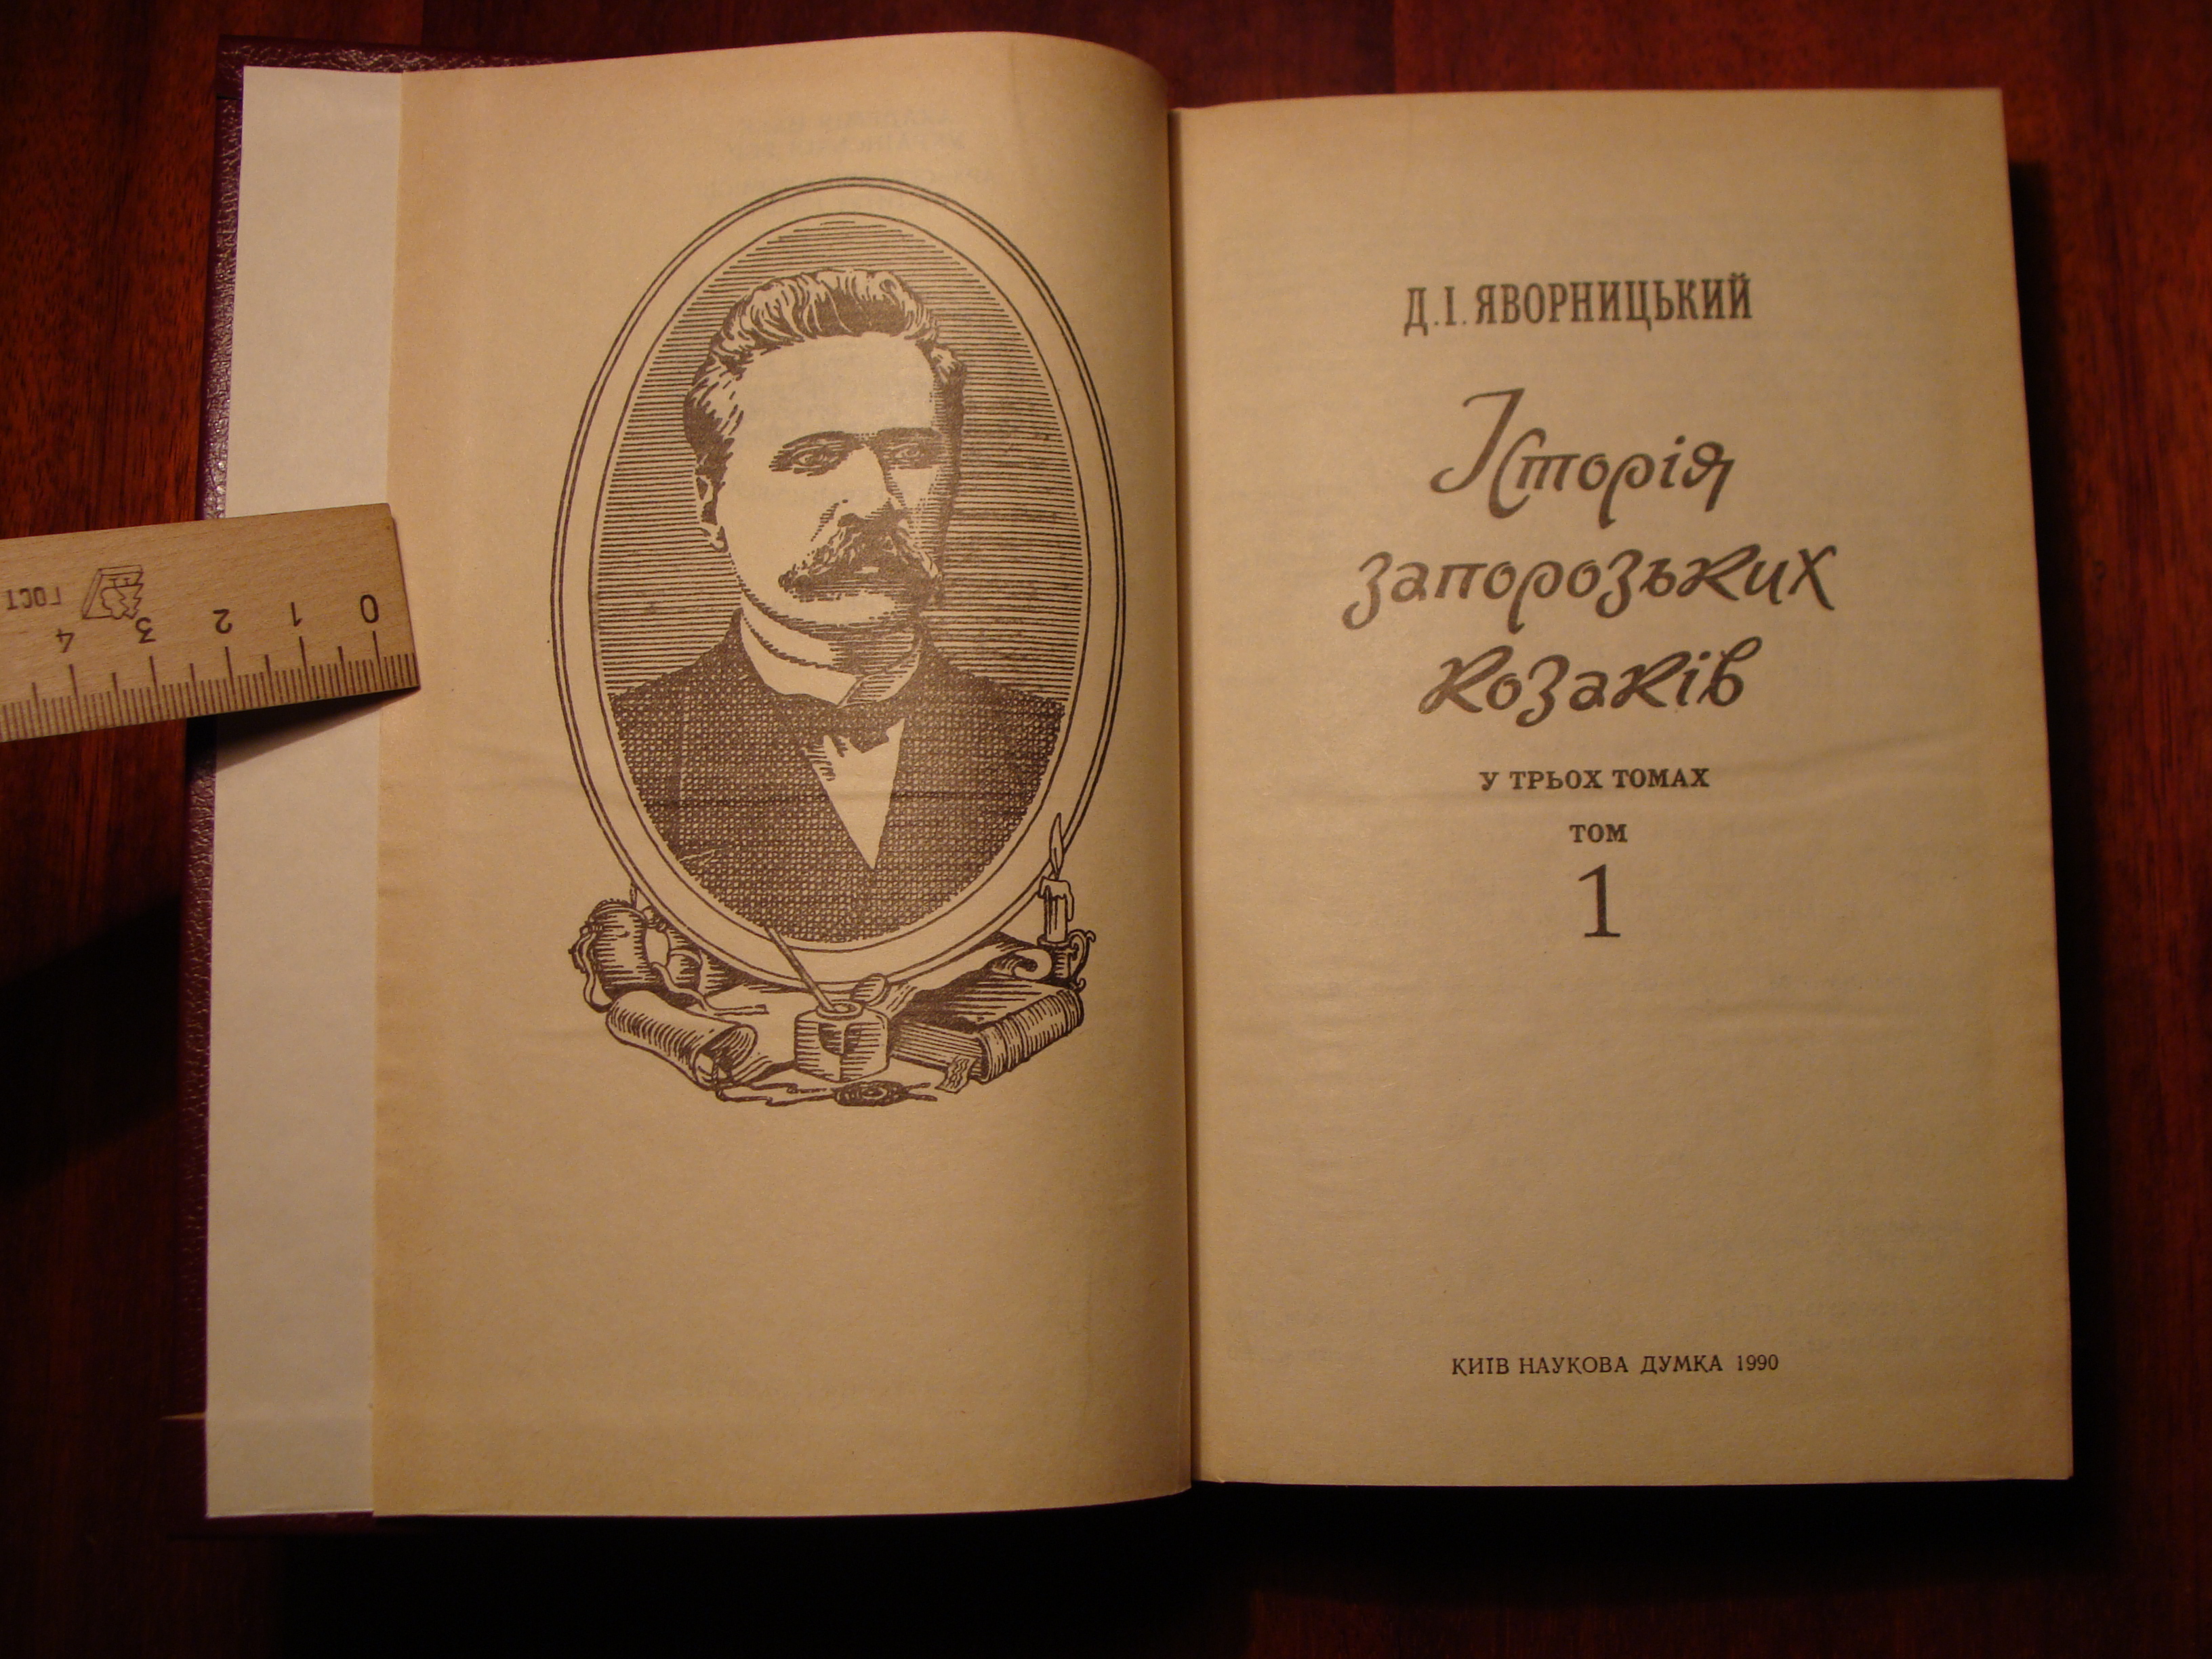 ГОСТ
4 3 2 1 0
Д.І.ЯВОРНИЦЬКИЙ
Історія
запорозьких
козаків
У ТРЬОХ ТОМАХ
ТОМ
1
КИЇВ НАУКОВА ДУМКА 1990